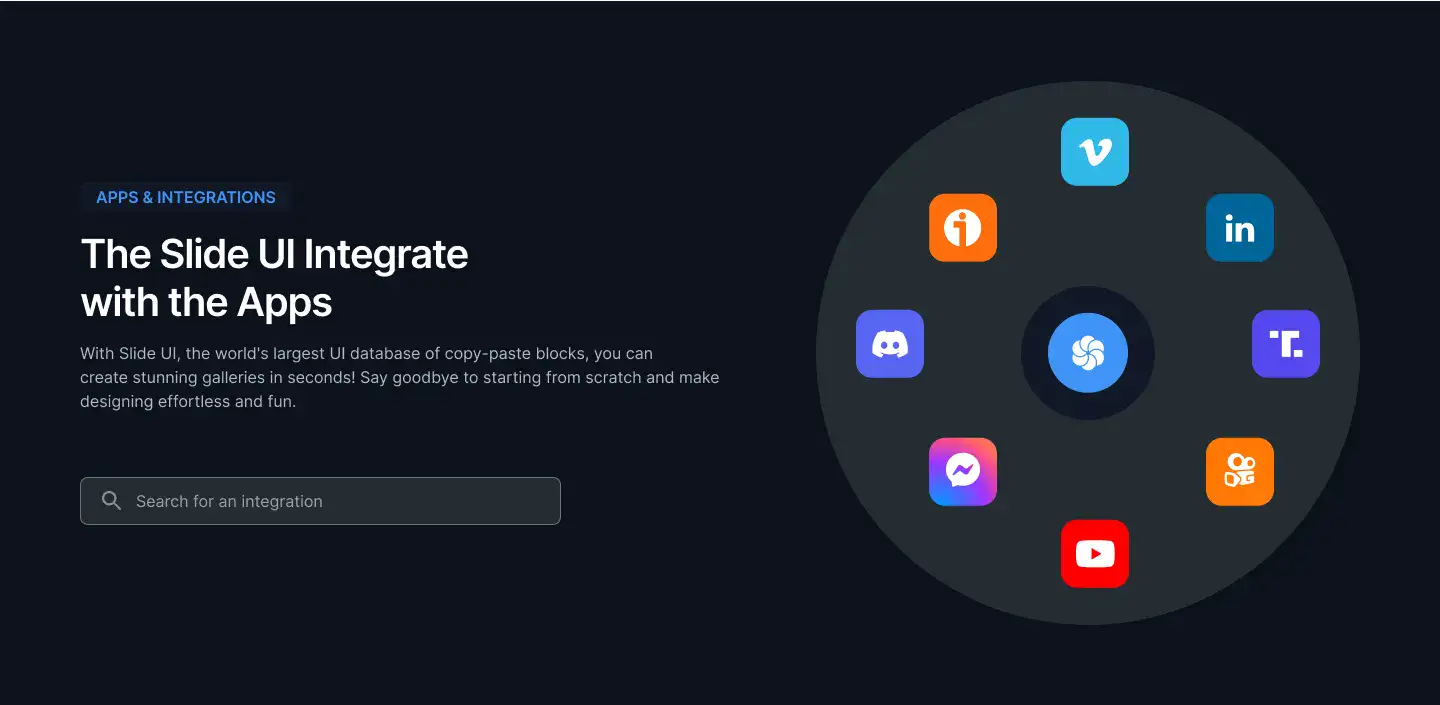 APPS & INTEGRATIONS
The Slide UI Integrate
with the Apps
With Slide UI, the world's largest UI database of copy-paste blocks, you can
create stunning galleries in seconds! Say goodbye to starting from scratch and make
designing effortless and fun.
Search for an integration
in
T.